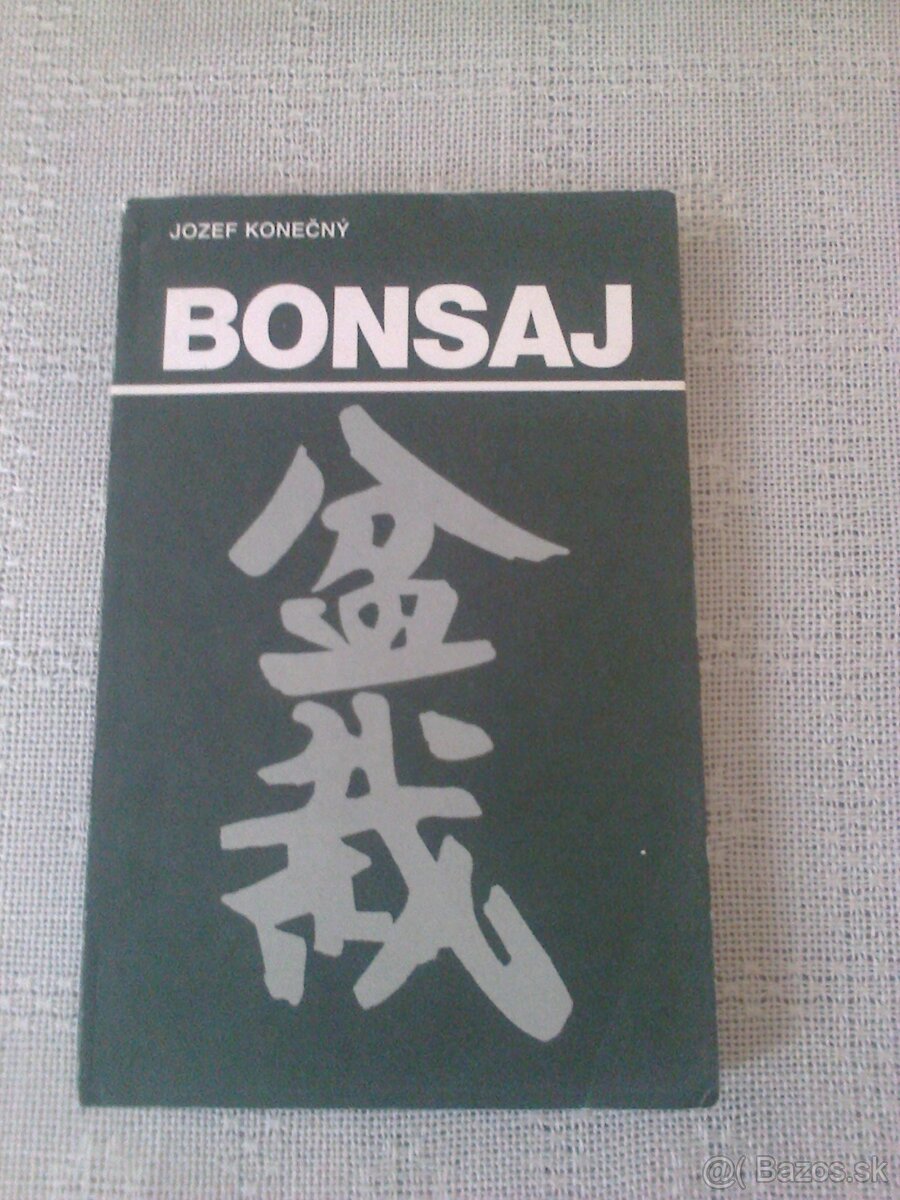 JOZEF KONEČNÝ
BONSAJ
盆
栽
@( Bazos.sk